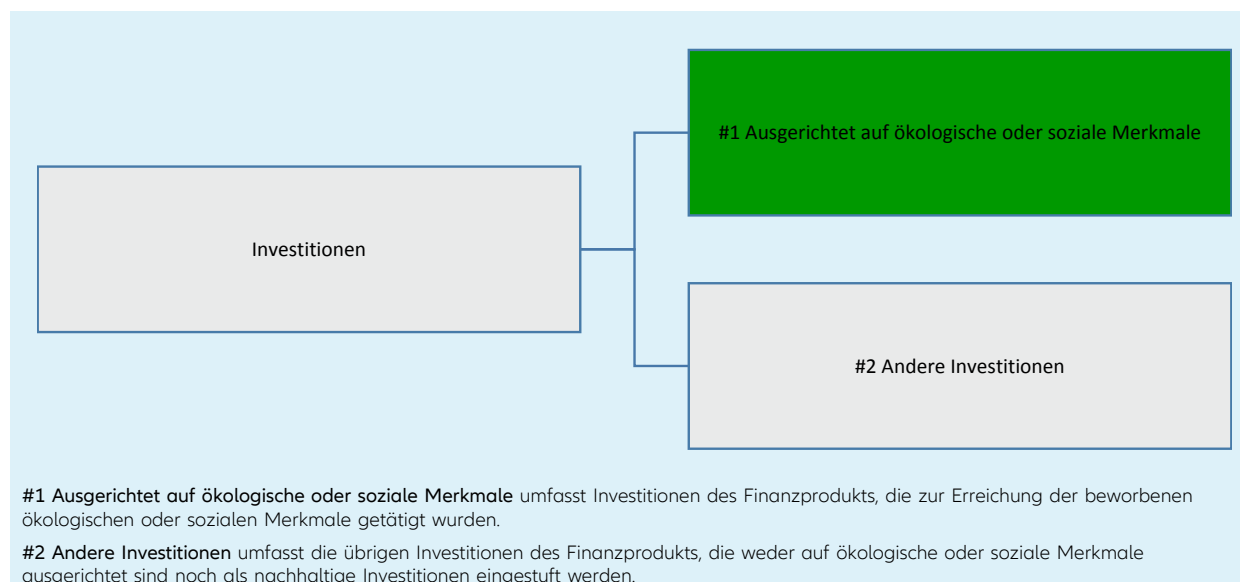 #1 Ausgerichtet auf ökologische oder soziale Merkmale
Investitionen
#2 Andere Investitionen
#1 Ausgerichtet auf ökologische oder soziale Merkmale umfasst Investitionen des Finanzprodukts, die zur Erreichung der beworbenen
ökologischen oder sozialen Merkmale getätigt wurden.
#2 Andere Investitionen umfasst die übrigen Investitionen des Finanzprodukts, die weder auf ökologische oder soziale Merkmale
ausgerichtet sind noch als nachhaltige Investitionen eingestuft werden.